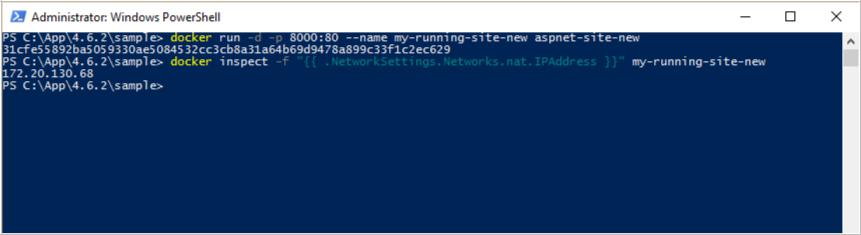 Administrator: Windows PowerShell
PS C:\App\4.6.2\sample> docker run -d -p 8000:80 --name my-running-site-new aspnet-site-new
31cfe55892ba5059330ae5084532cc3cb8a31a64b69d9478a899c33f1c2ec629
PS C:\App\4.6.2\sample> docker inspect -f "{{ .NetworkSettings.Networks.nat.IPAddress }}" my-running-site-new
172.20.130.68
PS C:\App\4.6.2\sample>